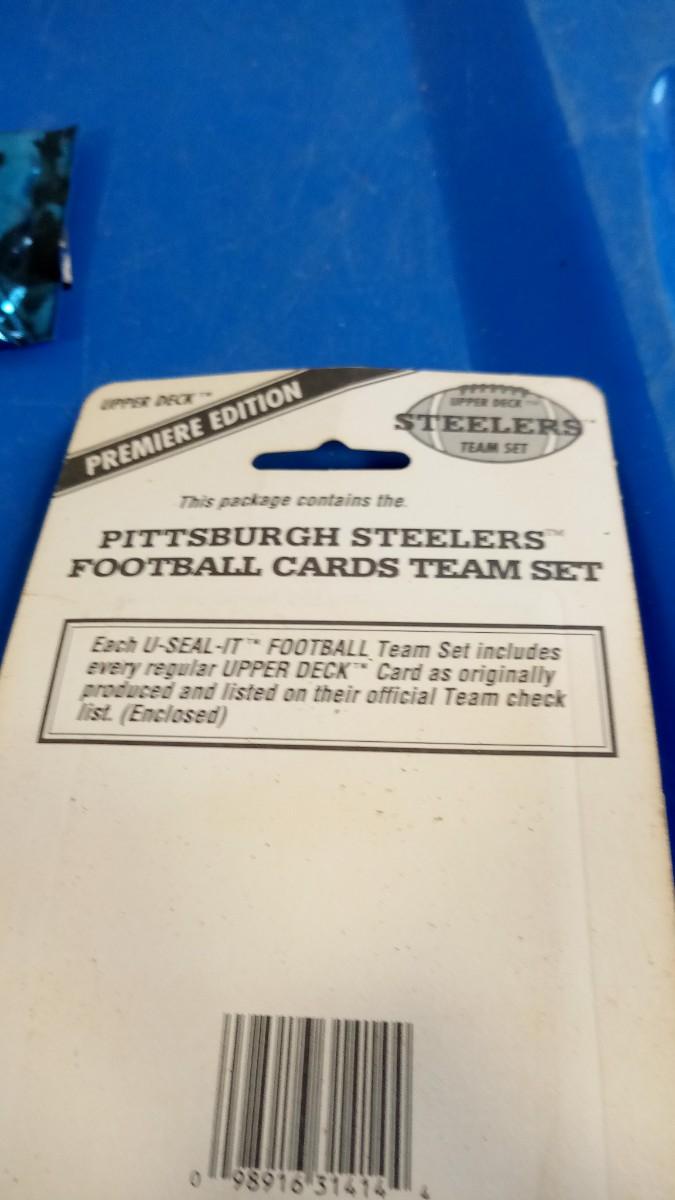 UPPER DECK™
PREMIERE EDITION
UPPER DECK™
STEELERS™
TEAM SET
This package contains the.
PITTSBURGH STEELERS™
FOOTBALL CARDS TEAM SET
Each U-SEAL-IT™ FOOTBALL Team Set includes
every regular UPPER DECK™ Card as originally
produced and listed on their official Team check
list. (Enclosed)
0 98916 31414 4